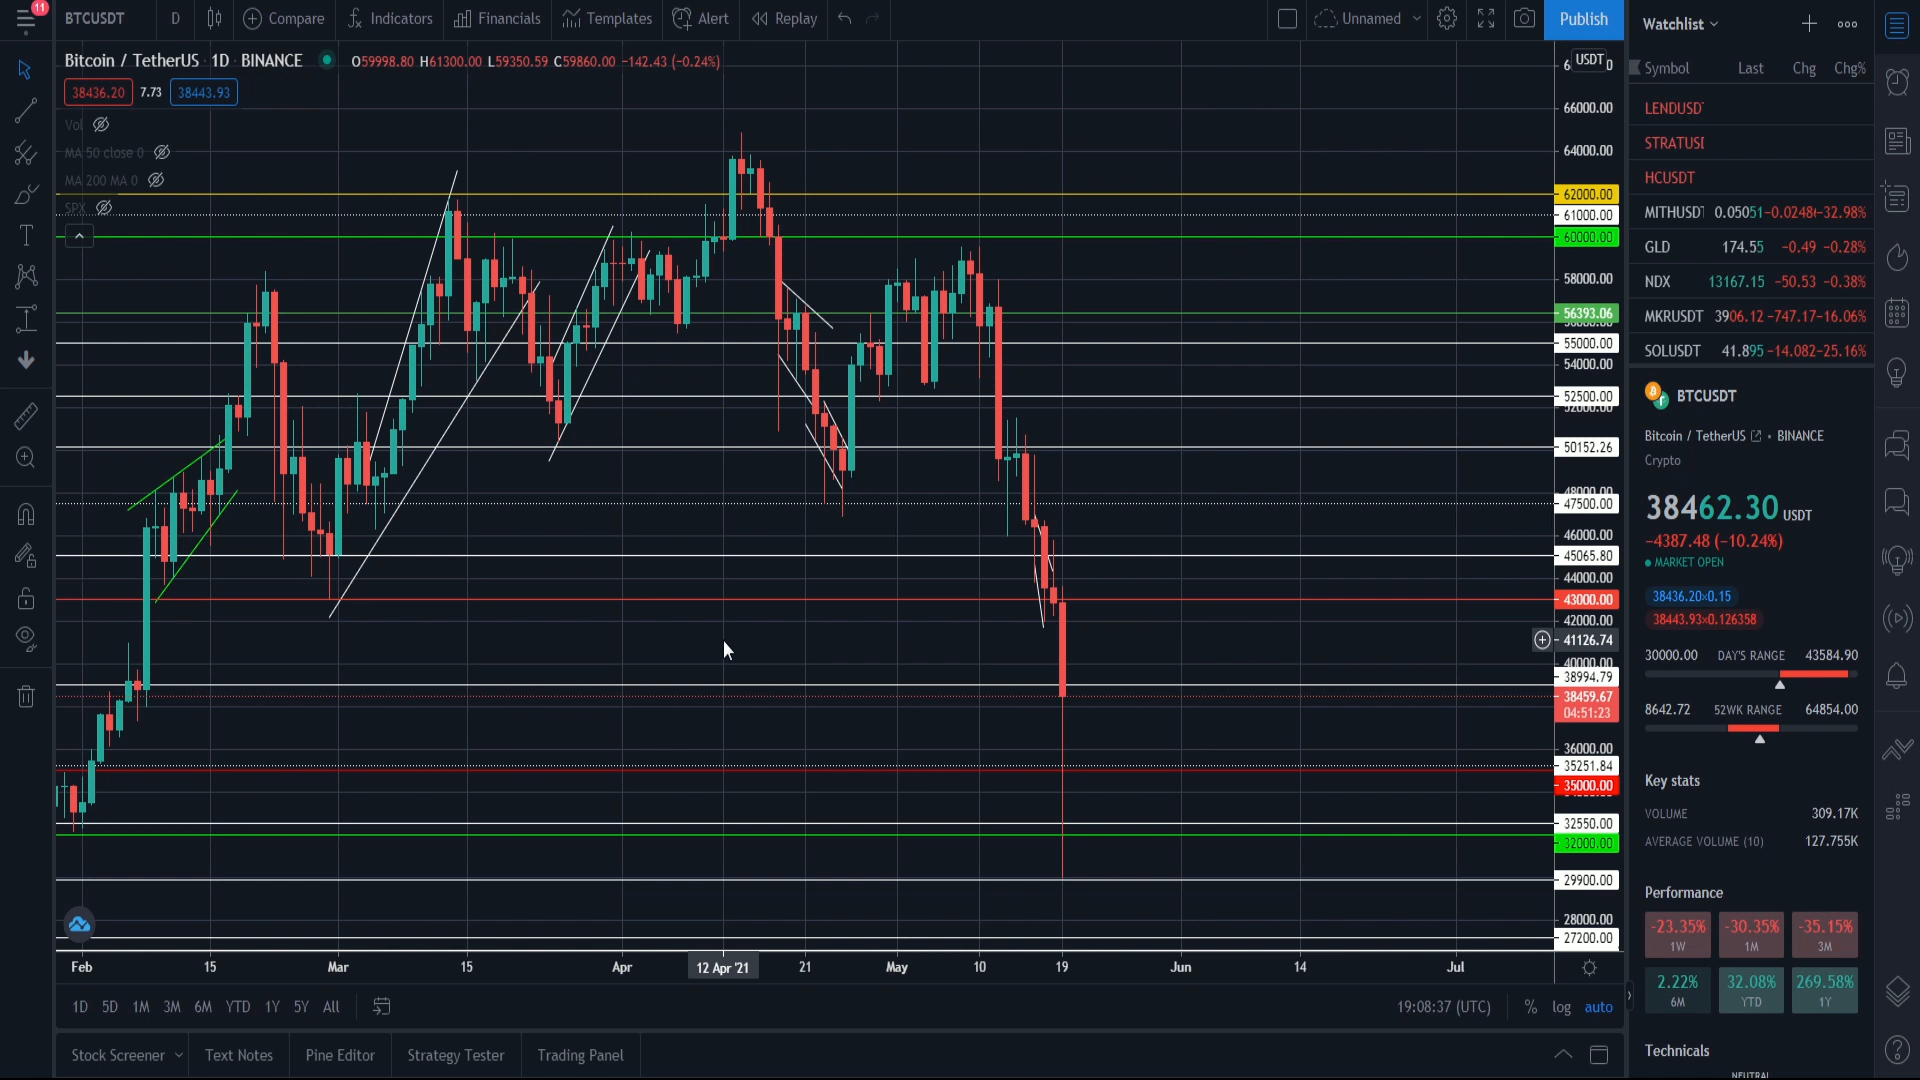 11
BTCUSDT D Compare Indicators Financials Templates Alert Replay Unnamed Publish
Bitcoin / TetherUS 1D BINANCE O59998.80 H61300.00 L59350.59 C59860.00 −142.43 (−0.24%)
38436.20 7.73 38443.93
Vol
MA 50 close 0
MA 200 MA 0
SPX
USDT
66000.00
64000.00
62000.00
61000.00
60000.00
58000.00
56393.06
55000.00
54000.00
52500.00
50152.26
48000.00
47500.00
46000.00
45065.80
44000.00
43000.00
42000.00
41126.74
40000.00
38994.79
38459.67
04:51:23
36000.00
35251.84
35000.00
32550.00
32000.00
29900.00
28000.00
27200.00
Feb 15 Mar 15 Apr 12 Apr '21 21 May 10 19 Jun 14 Jul
1D 5D 1M 3M 6M YTD 1Y 5Y All 19:08:37 (UTC) % log auto
Stock Screener Text Notes Pine Editor Strategy Tester Trading Panel
Watchlist
Symbol Last Chg Chg%
LENDUSDT
STRATUSD
HCUSDT
MITHUSDT 0.05051 −0.0248 −32.98%
GLD 174.55 −0.49 −0.28%
NDX 13167.15 −50.53 −0.38%
MKRUSDT 3906.12 −747.17 −16.06%
SOLUSDT 41.895 −14.082 −25.16%
BTCUSDT
Bitcoin / TetherUS • BINANCE
Crypto
38462.30 USDT
−4387.48 (−10.24%)
MARKET OPEN
38436.20×0.15
38443.93×0.126358
30000.00 DAY'S RANGE 43584.90
8642.72 52WK RANGE 64854.00
Key stats
VOLUME 309.17K
AVERAGE VOLUME (10) 127.755K
Performance
-23.35% -30.35% -35.15%
1W 1M 3M
2.22% 32.08% 269.58%
6M YTD 1Y
Technicals
NEUTRAL